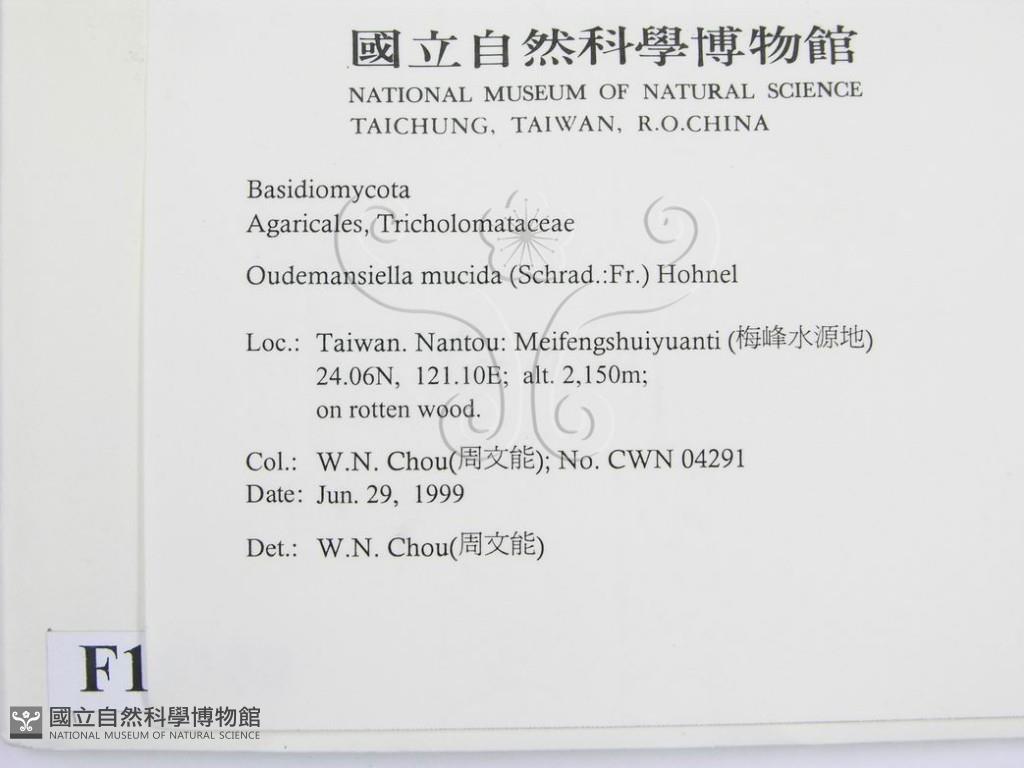 國立自然科學博物館
NATIONAL MUSEUM OF NATURAL SCIENCE
TAICHUNG, TAIWAN, R.O.CHINA
Basidiomycota
Agaricales, Tricholomataceae
Oudemansiella mucida (Schrad.:Fr.) Hohnel
Loc.: Taiwan. Nantou: Meifengshuiyuanti (梅峰水源地)
24.06N, 121.10E; alt. 2,150m;
on rotten wood.
Col.: W.N. Chou(周文能); No. CWN 04291
Date: Jun. 29, 1999
Det.: W.N. Chou(周文能)
F1
國立自然科學博物館
NATIONAL MUSEUM OF NATURAL SCIENCE